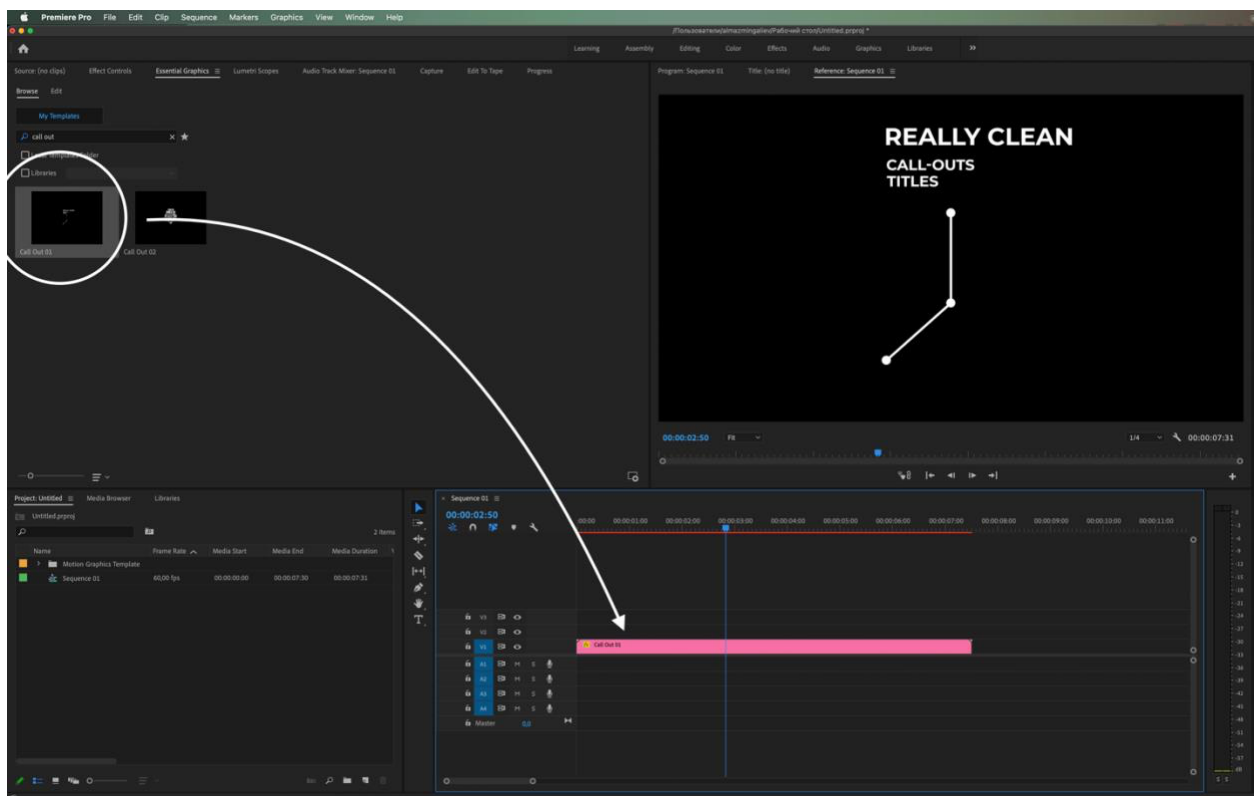 Premiere Pro File Edit Clip Sequence Markers Graphics View Window Help
/Пользователи/almazmingaliev/Рабочий стол/Untitled.prproj *
Learning Assembly Editing Color Effects Audio Graphics Libraries »
Source: (no clips) Effect Controls Essential Graphics Lumetri Scopes Audio Track Mixer: Sequence 01 Capture Edit To Tape Progress
Program: Sequence 01 Title: (no title) Reference: Sequence 01
Browse Edit
My Templates
call out
Libraries
Call Out 01 Call Out 02
REALLY CLEAN
CALL-OUTS
TITLES
00:00:02:50 Fit 1/4 00:00:07:31
Project: Untitled Media Browser Libraries
Untitled.prproj
2 Items
Name Frame Rate Media Start Media End Media Duration
Motion Graphics Template
Sequence 01 60,00 fps 00:00:00:00 00:00:07:30 00:00:07:31
× Sequence 01
00:00:02:50
:00:00 00:00:01:00 00:00:02:00 00:00:03:00 00:00:04:00 00:00:05:00 00:00:06:00 00:00:07:00 00:00:08:00 00:00:09:00 00:00:10:00 00:00:11:00
V3
V2
V1 Call Out 01
A1 M S
A2 M S
A3 M S
A4 M S
Master 0,0
S S